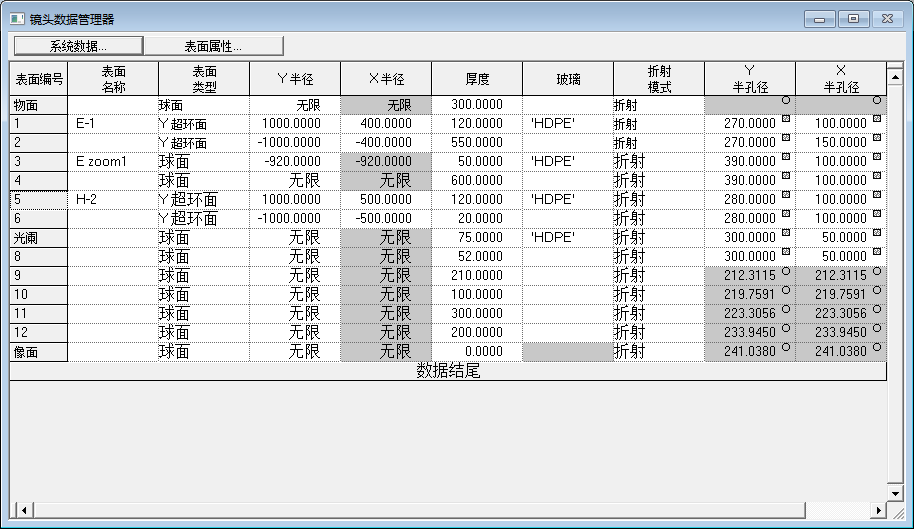 镜头数据管理器
系统数据... 表面属性...
表面编号 表面名称 表面类型 Y 半径 X 半径 厚度 玻璃 折射模式 Y 半孔径 X 半孔径
物面 球面 无限 无限 300.0000 折射
1 E-1 Y 超环面 1000.0000 400.0000 120.0000 'HDPE' 折射 270.0000 100.0000
2 Y 超环面 -1000.0000 -400.0000 550.0000 折射 270.0000 150.0000
3 E zoom1 球面 -920.0000 -920.0000 50.0000 'HDPE' 折射 390.0000 100.0000
4 球面 无限 无限 600.0000 折射 390.0000 100.0000
5 H-2 Y 超环面 1000.0000 500.0000 120.0000 'HDPE' 折射 280.0000 100.0000
6 Y 超环面 -1000.0000 -500.0000 20.0000 折射 280.0000 100.0000
光阑 球面 无限 无限 75.0000 'HDPE' 折射 300.0000 50.0000
8 球面 无限 无限 52.0000 折射 300.0000 50.0000
9 球面 无限 无限 210.0000 折射 212.3115 212.3115
10 球面 无限 无限 100.0000 折射 219.7591 219.7591
11 球面 无限 无限 300.0000 折射 223.3056 223.3056
12 球面 无限 无限 200.0000 折射 233.9450 233.9450
像面 球面 无限 无限 0.0000 折射 241.0380 241.0380
数据结尾